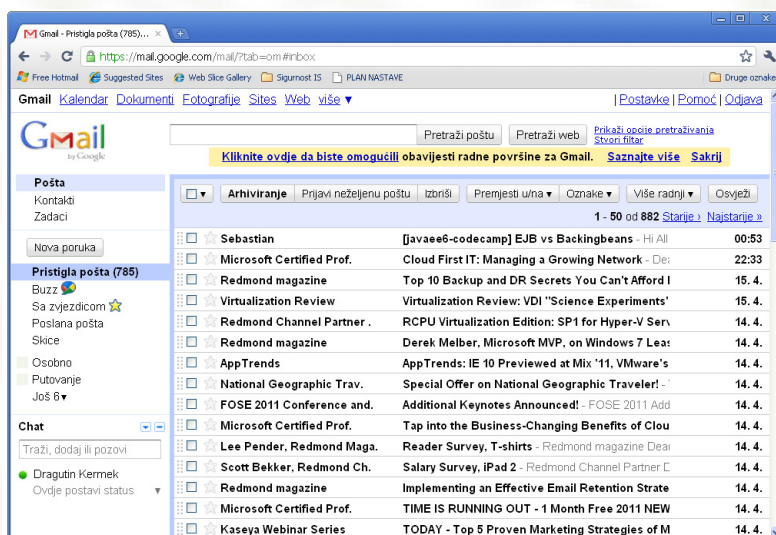 Gmail - Pristigla pošta (785)...
https://mail.google.com/mail/?tab=om#inbox
Free Hotmail Suggested Sites Web Slice Gallery Sigurnost IS PLAN NASTAVE Druge oznake
Gmail Kalendar Dokumenti Fotografije Sites Web više ▼ | Postavke | Pomoć | Odjava
Gmail by Google
Pretraži poštu Pretraži web Prikaži opcije pretraživanja
Stvori filtar
Kliknite ovdje da biste omogućili obavijesti radne površine za Gmail. Saznajte više Sakrij
Pošta
Kontakti
Zadaci
Nova poruka
Pristigla pošta (785)
Buzz
Sa zvjezdicom
Poslana pošta
Skice
Osobno
Putovanje
Još 6▼
Chat
Traži, dodaj ili pozovi
Dragutin Kermek
Ovdje postavi status ▼
Arhiviranje Prijavi neželjenu poštu Izbriši Premjesti u/na ▼ Oznake ▼ Više radnji ▼ Osvježi
1 - 50 od 882 Starije › Najstarije »
Sebastian [javaee6-codecamp] EJB vs Backingbeans - Hi All 00:53
Microsoft Certified Prof. Cloud First IT: Managing a Growing Network - 22:33
Redmond magazine Top 10 Backup and DR Secrets You Can't Afford 15. 4.
Virtualization Review Virtualization Review: VDI "Science Experiments" 15. 4.
Redmond Channel Partner . RCPU Virtualization Edition: SP1 for Hyper-V 14. 4.
Redmond magazine Derek Melber, Microsoft MVP, on Windows 7 14. 4.
AppTrends AppTrends: IE 10 Previewed at Mix '11, VMware's 14. 4.
National Geographic Trav. Special Offer on National Geographic Traveler! - 14. 4.
FOSE 2011 Conference and. Additional Keynotes Announced! - FOSE 2011 Add 14. 4.
Microsoft Certified Prof. Tap into the Business-Changing Benefits of Clou 14. 4.
Lee Pender, Redmond Maga. Reader Survey, T-shirts - Redmond magazine Dear 14. 4.
Scott Bekker, Redmond Ch. Salary Survey, iPad 2 - Redmond Channel Partner 14. 4.
Redmond magazine Implementing an Effective Email Retention Strate 14. 4.
Microsoft Certified Prof. TIME IS RUNNING OUT - 1 Month Free 2011 NEW 14. 4.
Kaseya Webinar Series TODAY - Top 5 Proven Marketing Strategies of M 14. 4.